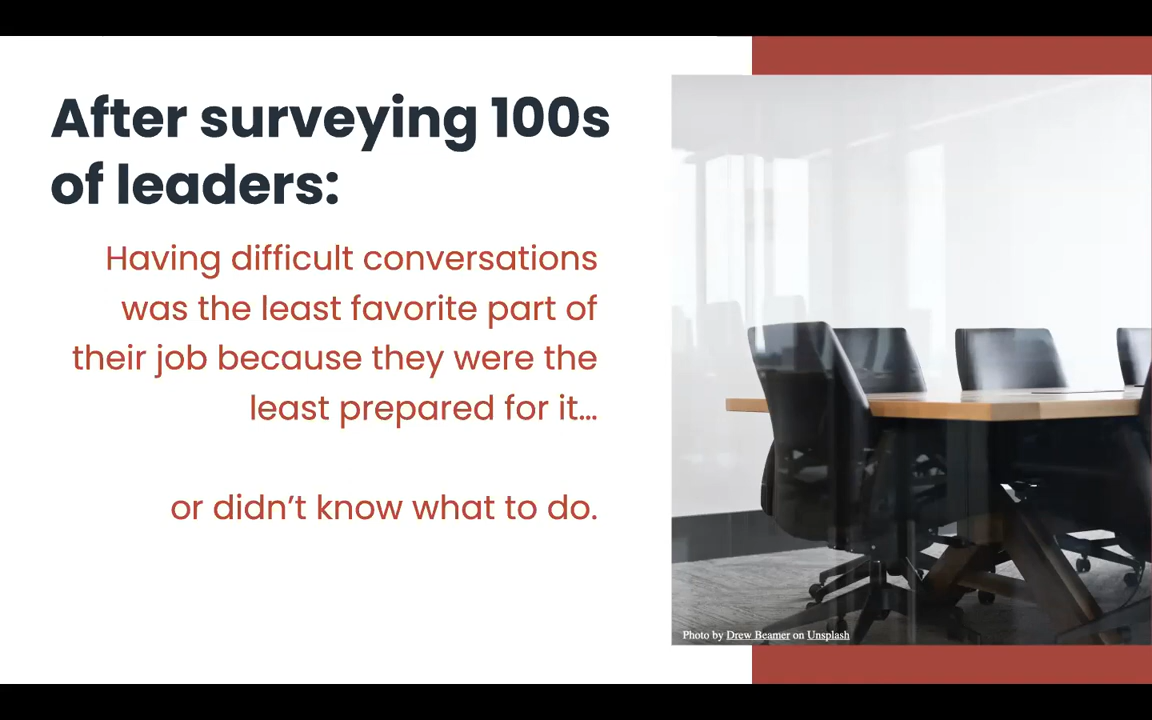 After surveying 100s
of leaders:
Having difficult conversations
was the least favorite part of
their job because they were the
least prepared for it...
or didn’t know what to do.
Photo by Drew Beamer on Unsplash